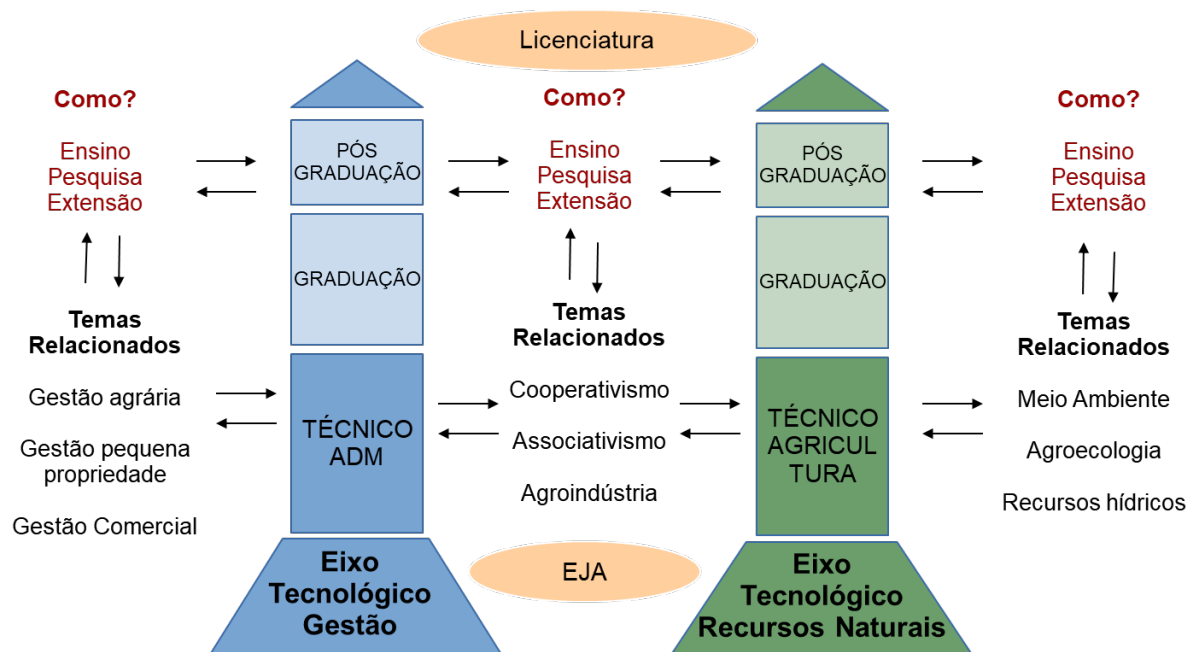 Licenciatura
Como?
Ensino
Pesquisa
Extensão
Temas
Relacionados
Gestão agrária
Gestão pequena
propriedade
Gestão Comercial
PÓS
GRADUAÇÃO
GRADUAÇÃO
TÉCNICO
ADM
Eixo
Tecnológico
Gestão
Como?
Ensino
Pesquisa
Extensão
Temas
Relacionados
Cooperativismo
Associativismo
Agroindústria
EJA
PÓS
GRADUAÇÃO
GRADUAÇÃO
TÉCNICO
AGRICUL
TURA
Eixo
Tecnológico
Recursos Naturais
Como?
Ensino
Pesquisa
Extensão
Temas
Relacionados
Meio Ambiente
Agroecologia
Recursos hídricos